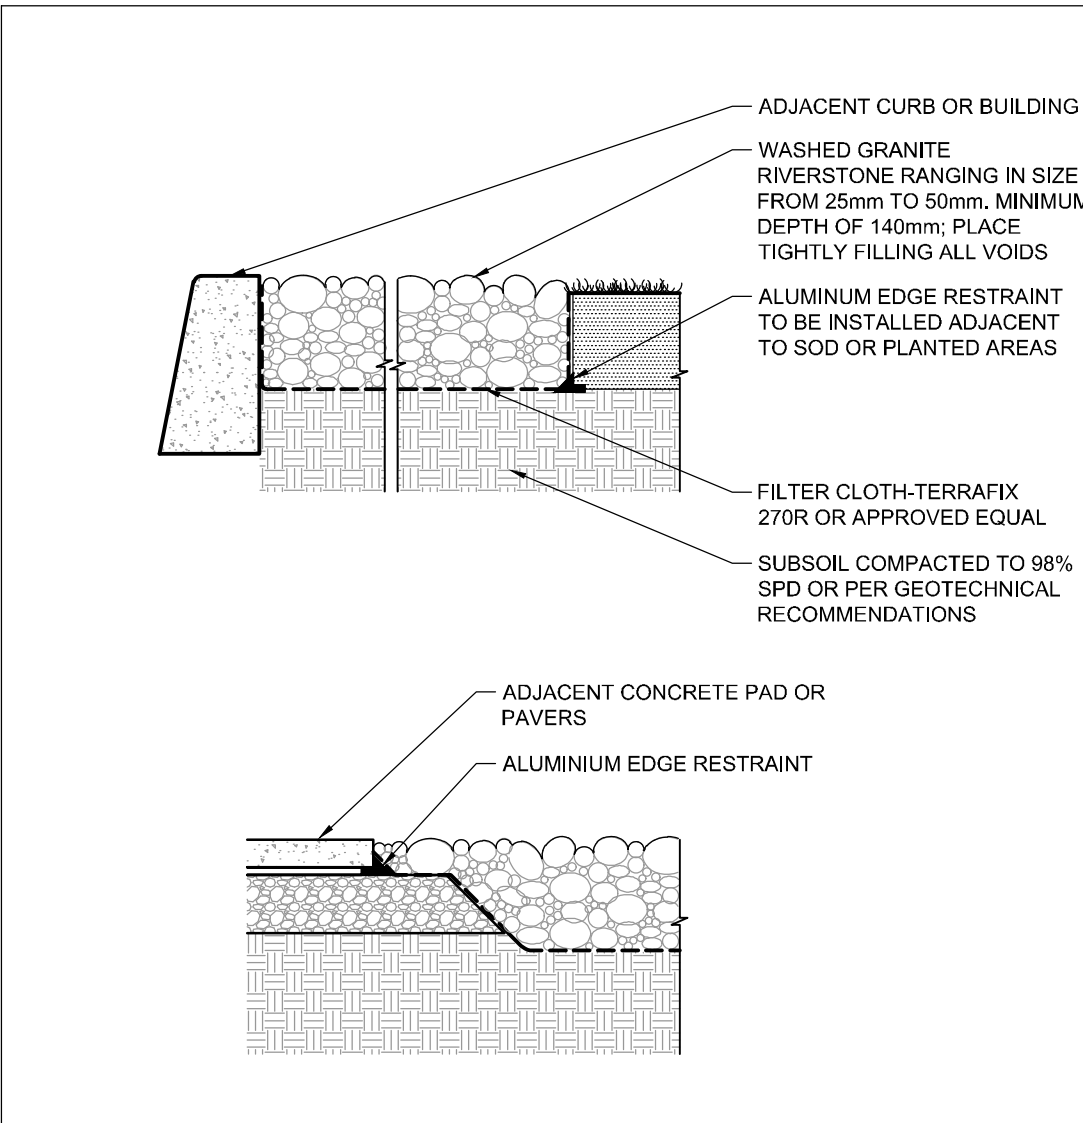 ADJACENT CURB OR BUILDING
WASHED GRANITE
RIVERSTONE RANGING IN SIZE
FROM 25mm TO 50mm. MINIMUM
DEPTH OF 140mm; PLACE
TIGHTLY FILLING ALL VOIDS
ALUMINUM EDGE RESTRAINT
TO BE INSTALLED ADJACENT
TO SOD OR PLANTED AREAS
FILTER CLOTH-TERRAFIX
270R OR APPROVED EQUAL
SUBSOIL COMPACTED TO 98%
SPD OR PER GEOTECHNICAL
RECOMMENDATIONS
ADJACENT CONCRETE PAD OR
PAVERS
ALUMINIUM EDGE RESTRAINT